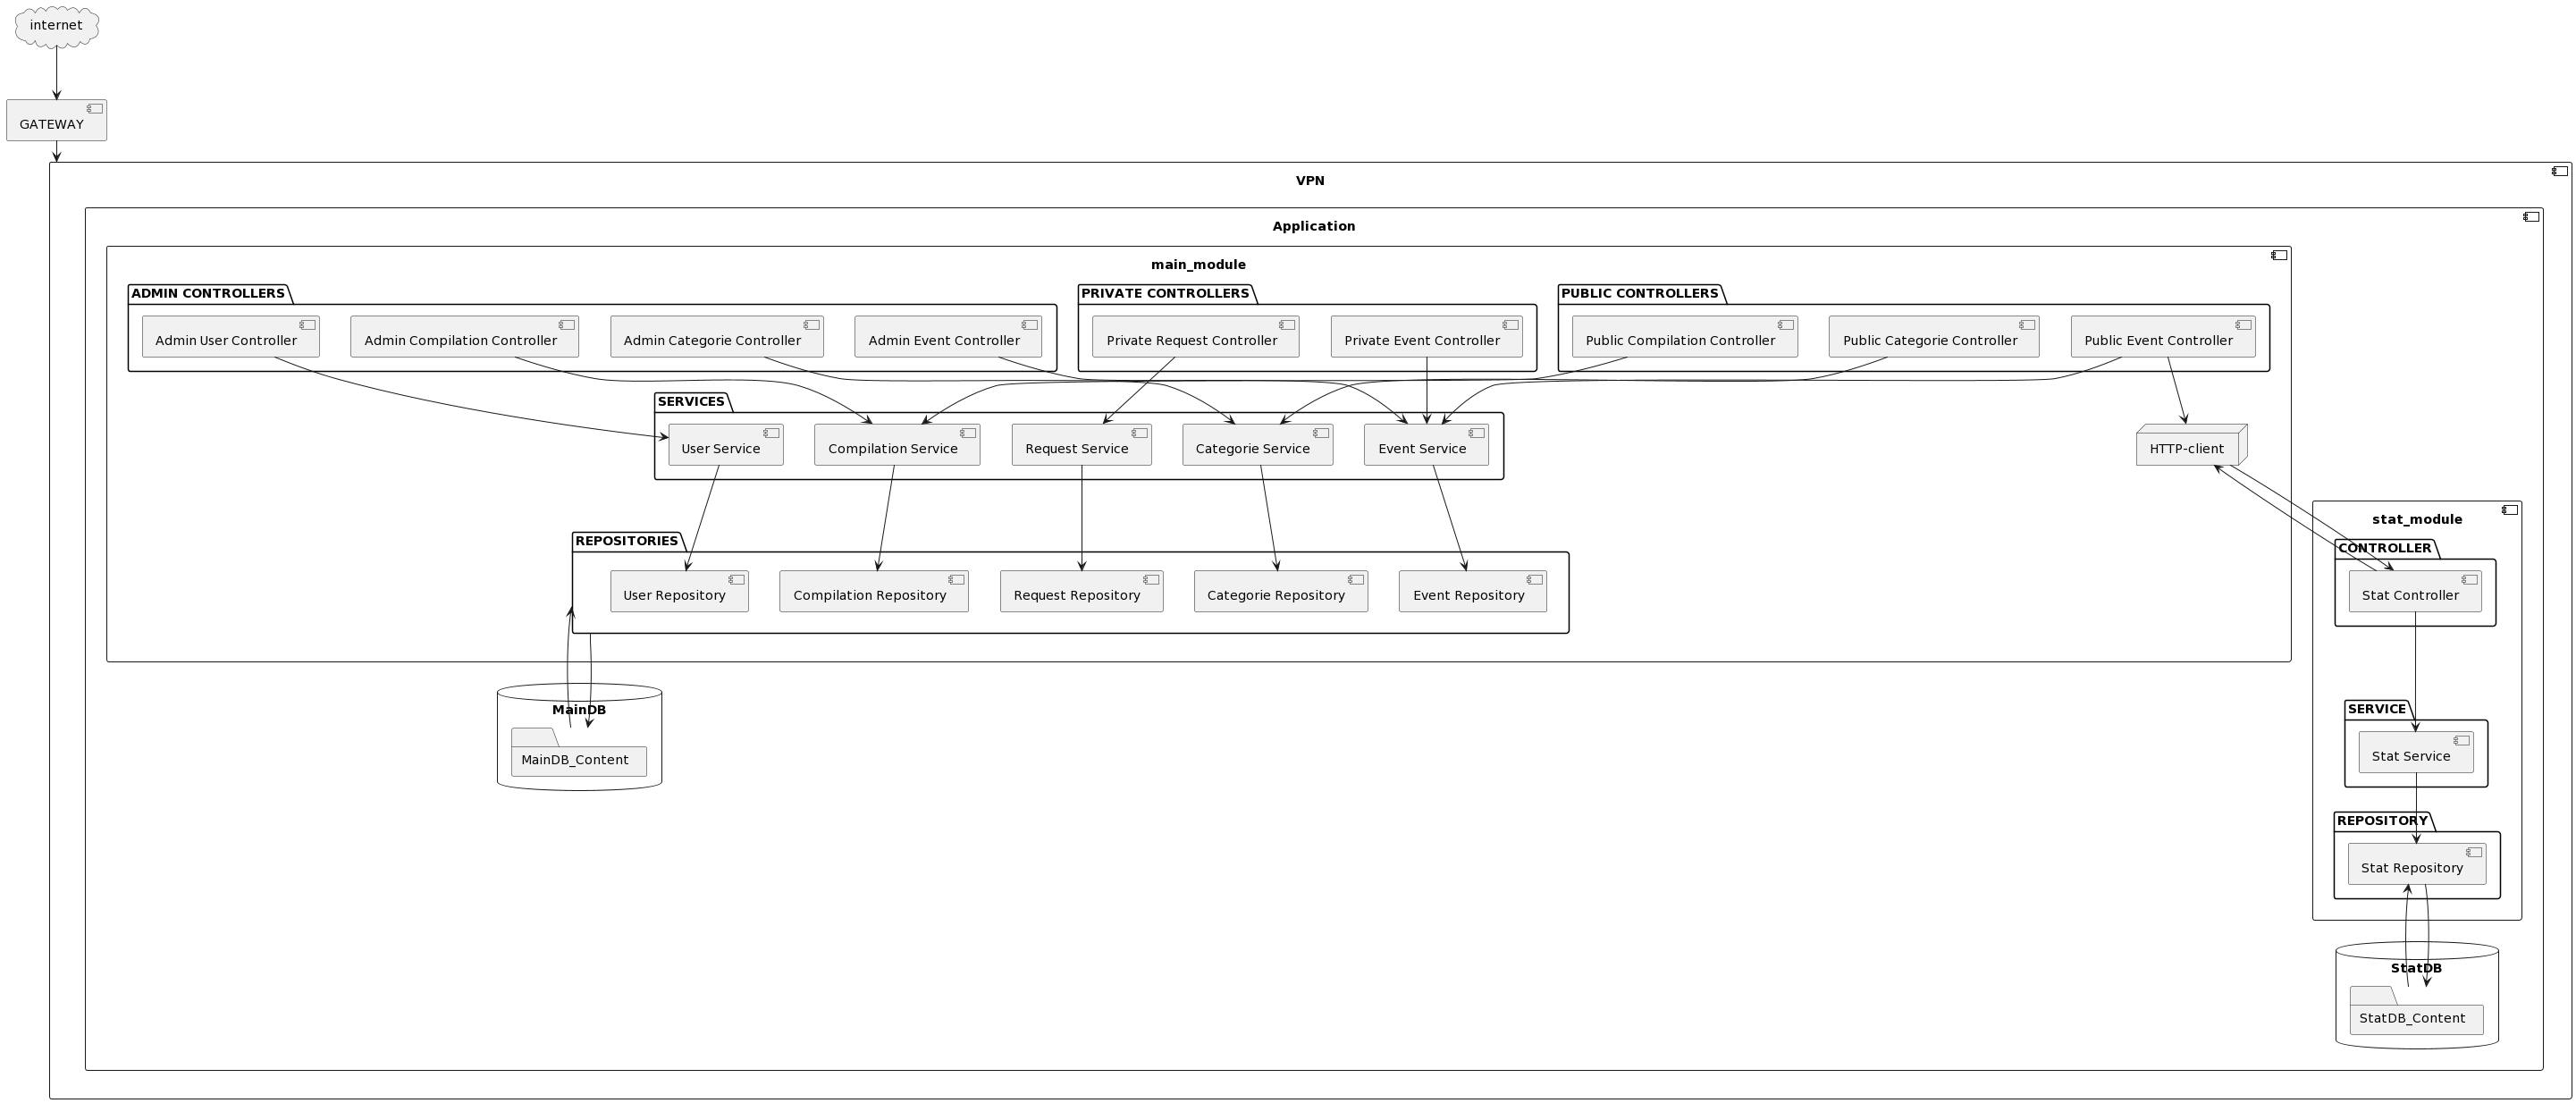 internet
GATEWAY
VPN
Application
main_module
ADMIN CONTROLLERS
PRIVATE CONTROLLERS
PUBLIC CONTROLLERS
Admin User Controller
Admin Compilation Controller
Admin Categorie Controller
Admin Event Controller
Private Request Controller
Private Event Controller
Public Compilation Controller
Public Categorie Controller
Public Event Controller
SERVICES
User Service
Compilation Service
Request Service
Categorie Service
Event Service
HTTP-client
stat_module
REPOSITORIES
CONTROLLER
User Repository
Compilation Repository
Request Repository
Categorie Repository
Event Repository
Stat Controller
MainDB
SERVICE
MainDB_Content
Stat Service
REPOSITORY
Stat Repository
StatDB
StatDB_Content